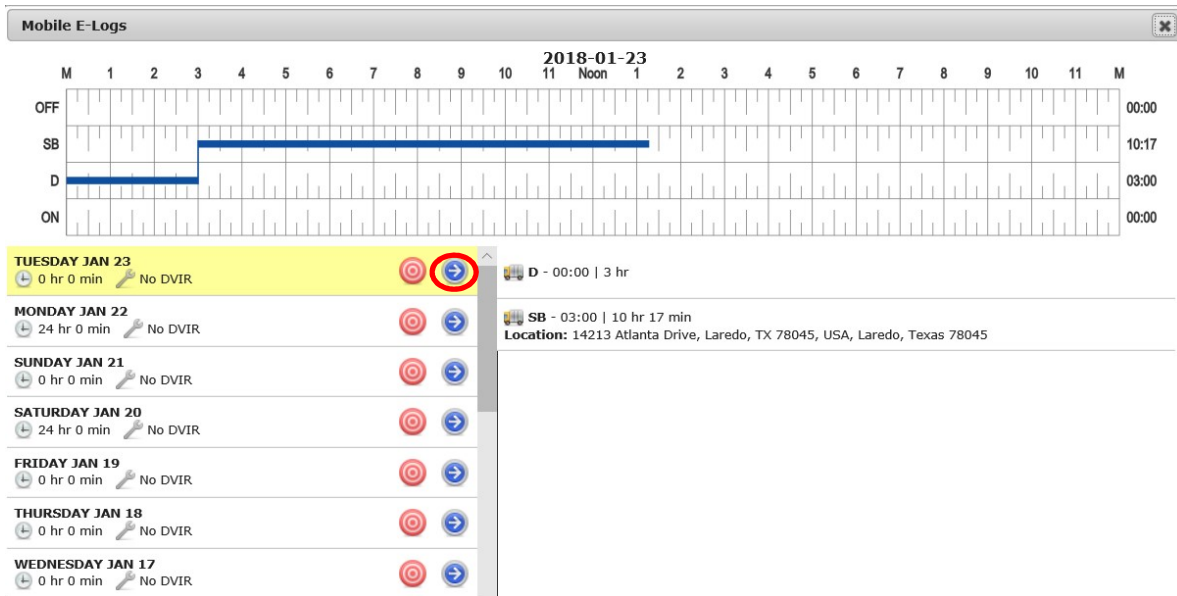 Mobile E-Logs
2018-01-23
M 1 2 3 4 5 6 7 8 9 10 11 Noon 1 2 3 4 5 6 7 8 9 10 11 M
OFF 00:00
SB 10:17
D 03:00
ON 00:00
TUESDAY JAN 23
0 hr 0 min No DVIR
D - 00:00 | 3 hr
MONDAY JAN 22
24 hr 0 min No DVIR
SB - 03:00 | 10 hr 17 min
Location: 14213 Atlanta Drive, Laredo, TX 78045, USA, Laredo, Texas 78045
SUNDAY JAN 21
0 hr 0 min No DVIR
SATURDAY JAN 20
24 hr 0 min No DVIR
FRIDAY JAN 19
0 hr 0 min No DVIR
THURSDAY JAN 18
0 hr 0 min No DVIR
WEDNESDAY JAN 17
0 hr 0 min No DVIR